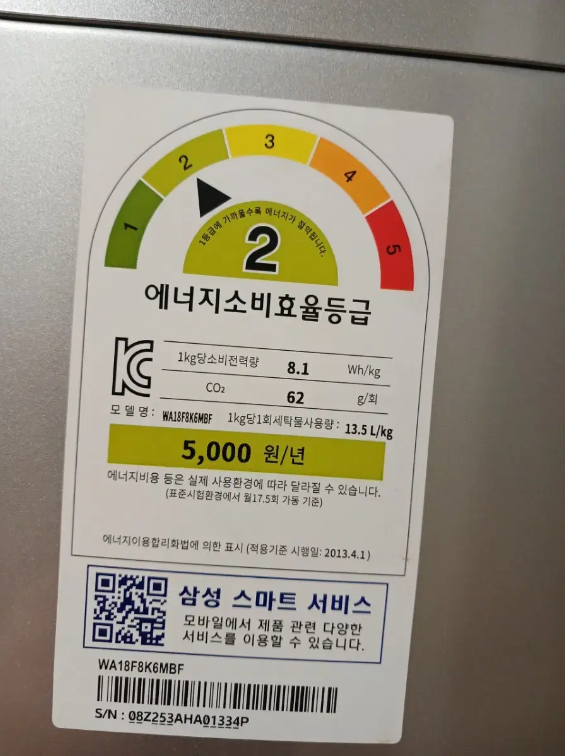 1
2
3
4
5
1등급에 가까울수록 에너지가 절약됩니다.
2
에너지소비효율등급
1kg당소비전력량 8.1 Wh/kg
CO₂ 62 g/회
모델명: WA18F8K6MBF 1kg당1회세탁물사용량: 13.5 L/kg
5,000 원/년
에너지비용 등은 실제 사용환경에 따라 달라질 수 있습니다.
(표준시험환경에서 월17.5회 가동 기준)
에너지이용합리화법에 의한 표시 (적용기준 시행일: 2013.4.1)
삼성 스마트 서비스
모바일에서 제품 관련 다양한
서비스를 이용할 수 있습니다.
WA18F8K6MBF
S/N : 08Z253AHA01334P